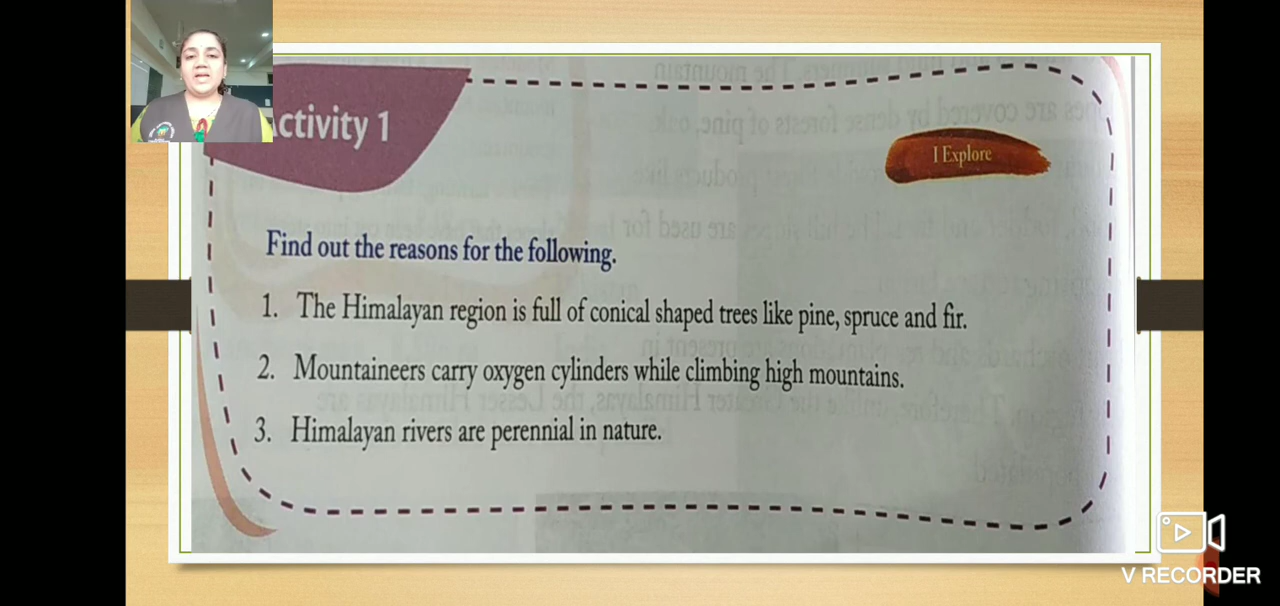 ctivity 1
I Explore
Find out the reasons for the following.
1. The Himalayan region is full of conical shaped trees like pine, spruce and fir.
2. Mountaineers carry oxygen cylinders while climbing high mountains.
3. Himalayan rivers are perennial in nature.
V RECORDER